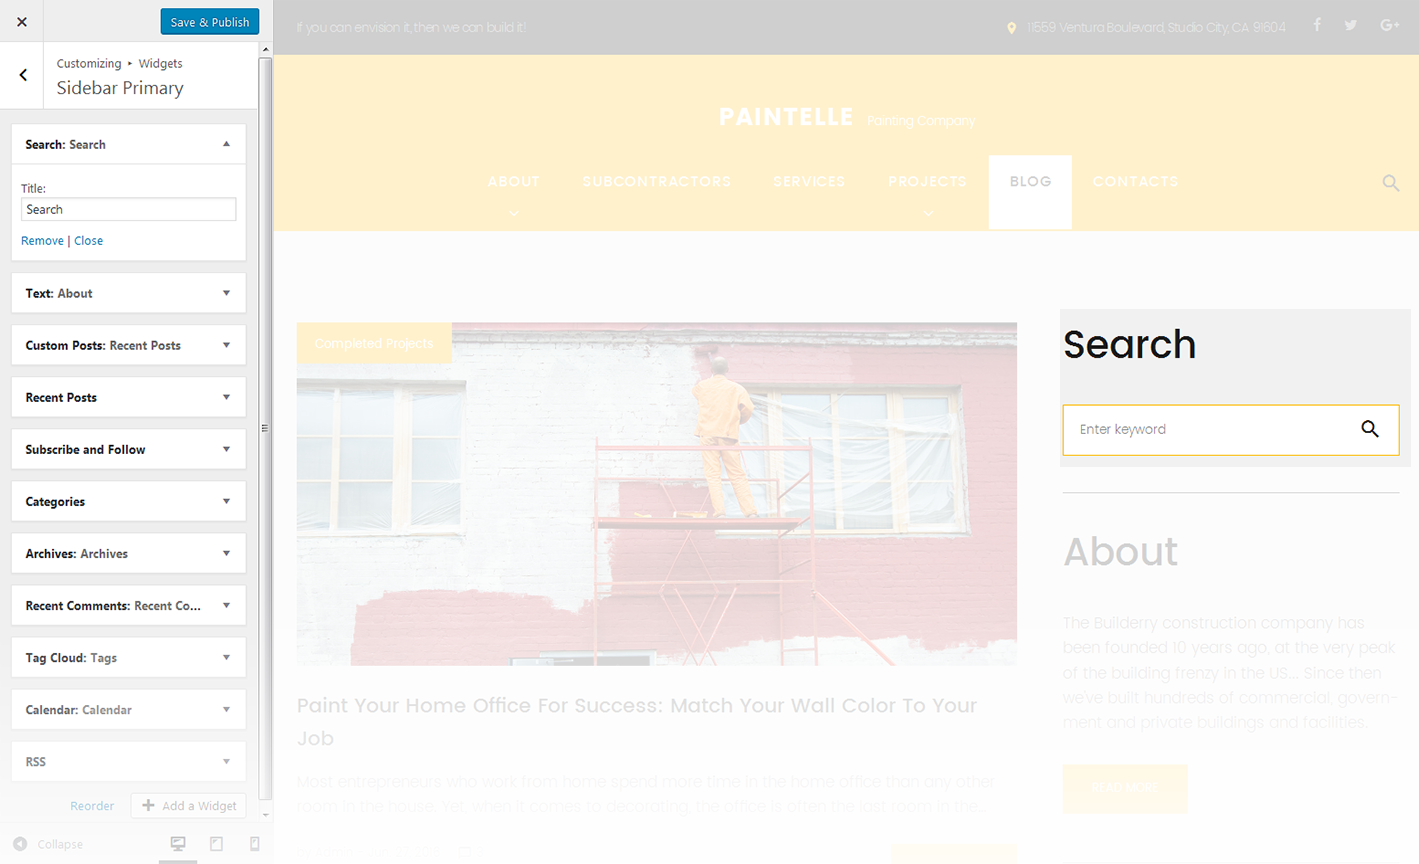 Save & Publish
Customizing ▸ Widgets
Sidebar Primary
Search: Search
Title:
Search
Remove | Close
Text: About
Custom Posts: Recent Posts
Recent Posts
Subscribe and Follow
Categories
Archives: Archives
Recent Comments: Recent Co...
Tag Cloud: Tags
Calendar: Calendar
RSS
Reorder
Add a Widget
Collapse
If you can envision it, then we can build it!
11559 Ventura Boulevard, Studio City, CA 91604
PAINTELLE Painting Company
ABOUT SUBCONTRACTORS SERVICES PROJECTS BLOG CONTACTS
Completed Projects
Paint Your Home Office For Success: Match Your Wall Color To Your
Job
Most entrepreneurs who work from home spend more time in the home office than any other
room in the house. Yet, when it comes to decorating, the office is often the last room in the...
Search
Enter keyword
About
The Builderry construction company has
been founded 10 years ago, at the very peak
of the building frenzy in the US... Since then
we've built hundreds of commercial, govern-
ment and private buildings and facilities.
READ MORE